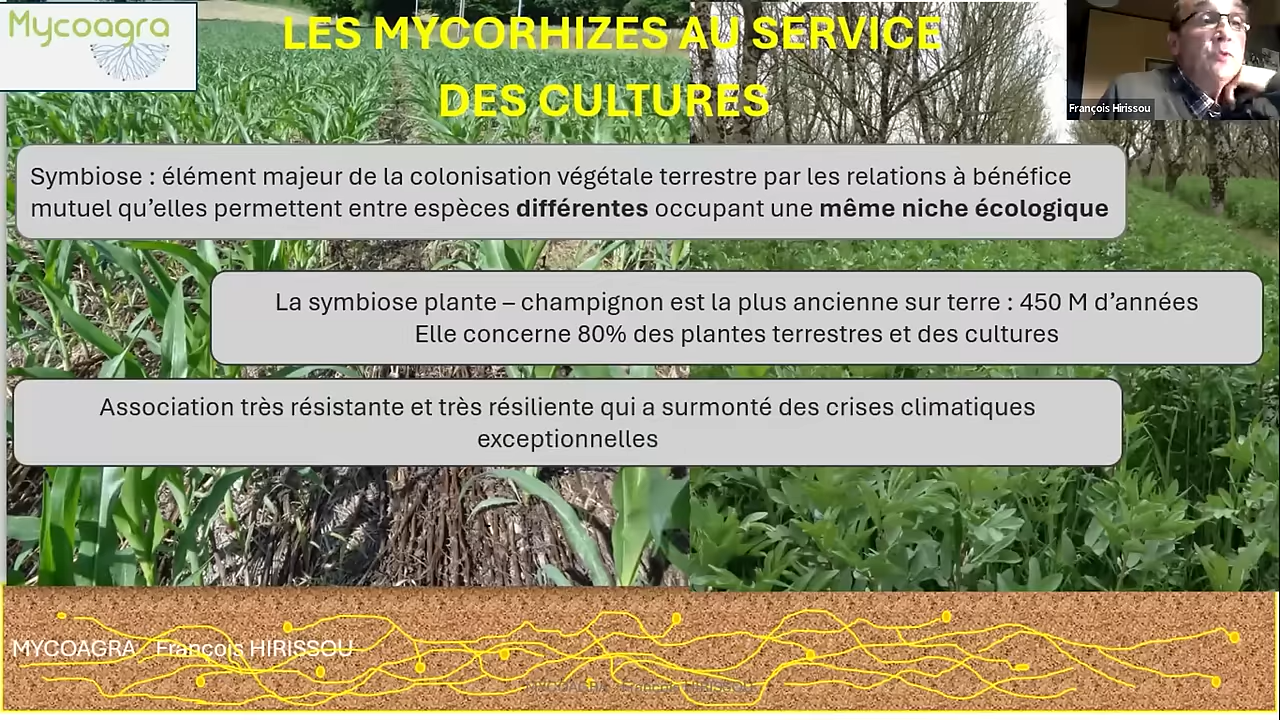 Mycoagra
LES MYCORHIZES AU SERVICE
DES CULTURES
François Hirissou
Symbiose : élément majeur de la colonisation végétale terrestre par les relations à bénéfice
mutuel qu’elles permettent entre espèces différentes occupant une même niche écologique
La symbiose plante – champignon est la plus ancienne sur terre : 450 M d’années
Elle concerne 80% des plantes terrestres et des cultures
Association très résistante et très résiliente qui a surmonté des crises climatiques
exceptionnelles
MYCOAGRA - François HIRISSOU
MYCOAGRA - François HIRISSOU